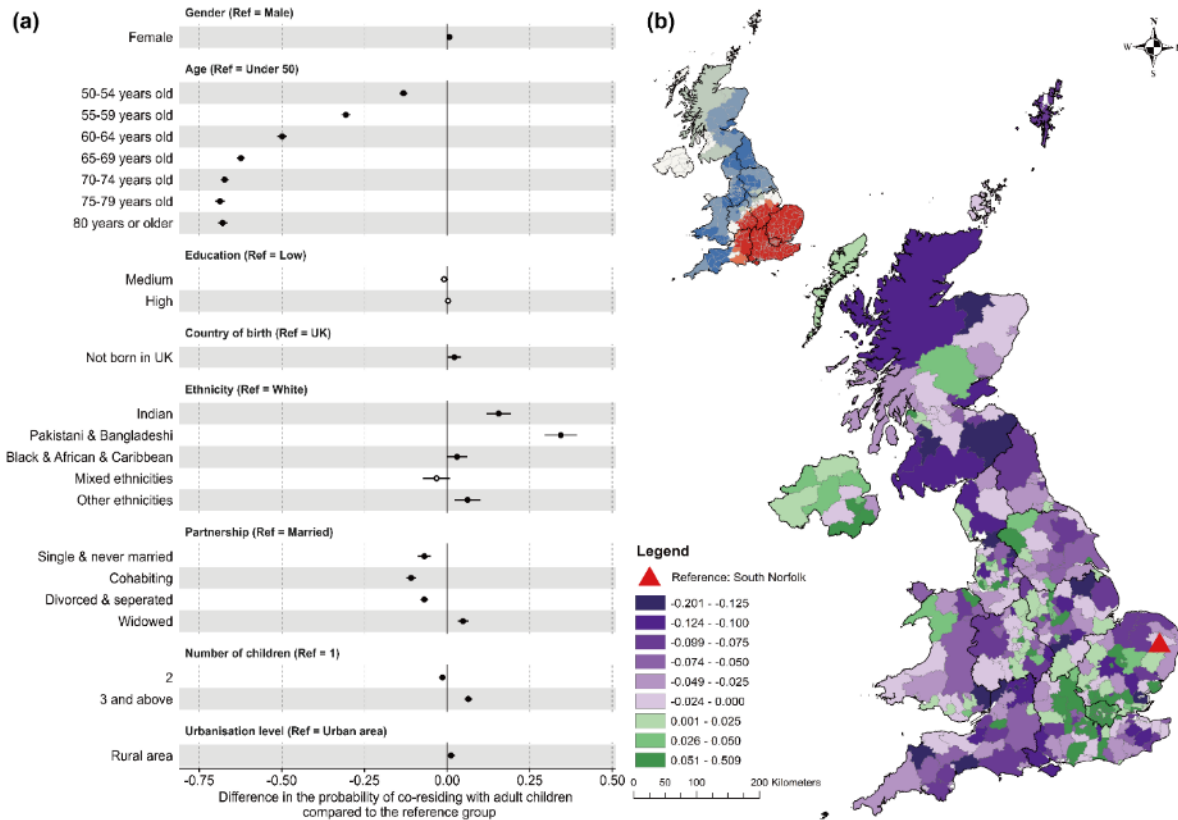 (a)
Gender (Ref = Male)
Female
Age (Ref = Under 50)
50-54 years old
55-59 years old
60-64 years old
65-69 years old
70-74 years old
75-79 years old
80 years or older
Education (Ref = Low)
Medium
High
Country of birth (Ref = UK)
Not born in UK
Ethnicity (Ref = White)
Indian
Pakistani & Bangladeshi
Black & African & Caribbean
Mixed ethnicities
Other ethnicities
Partnership (Ref = Married)
Single & never married
Cohabiting
Divorced & seperated
Widowed
Number of children (Ref = 1)
2
3 and above
Urbanisation level (Ref = Urban area)
Rural area
-0.75 -0.50 -0.25 0.00 0.25 0.50
Difference in the probability of co-residing with adult children
compared to the reference group
(b)
N
W E
S
Legend
Reference: South Norfolk
-0.201 - -0.125
-0.124 - -0.100
-0.099 - -0.075
-0.074 - -0.050
-0.049 - -0.025
-0.024 - 0.000
0.001 - 0.025
0.026 - 0.050
0.051 - 0.509
0 50 100 200 Kilometers